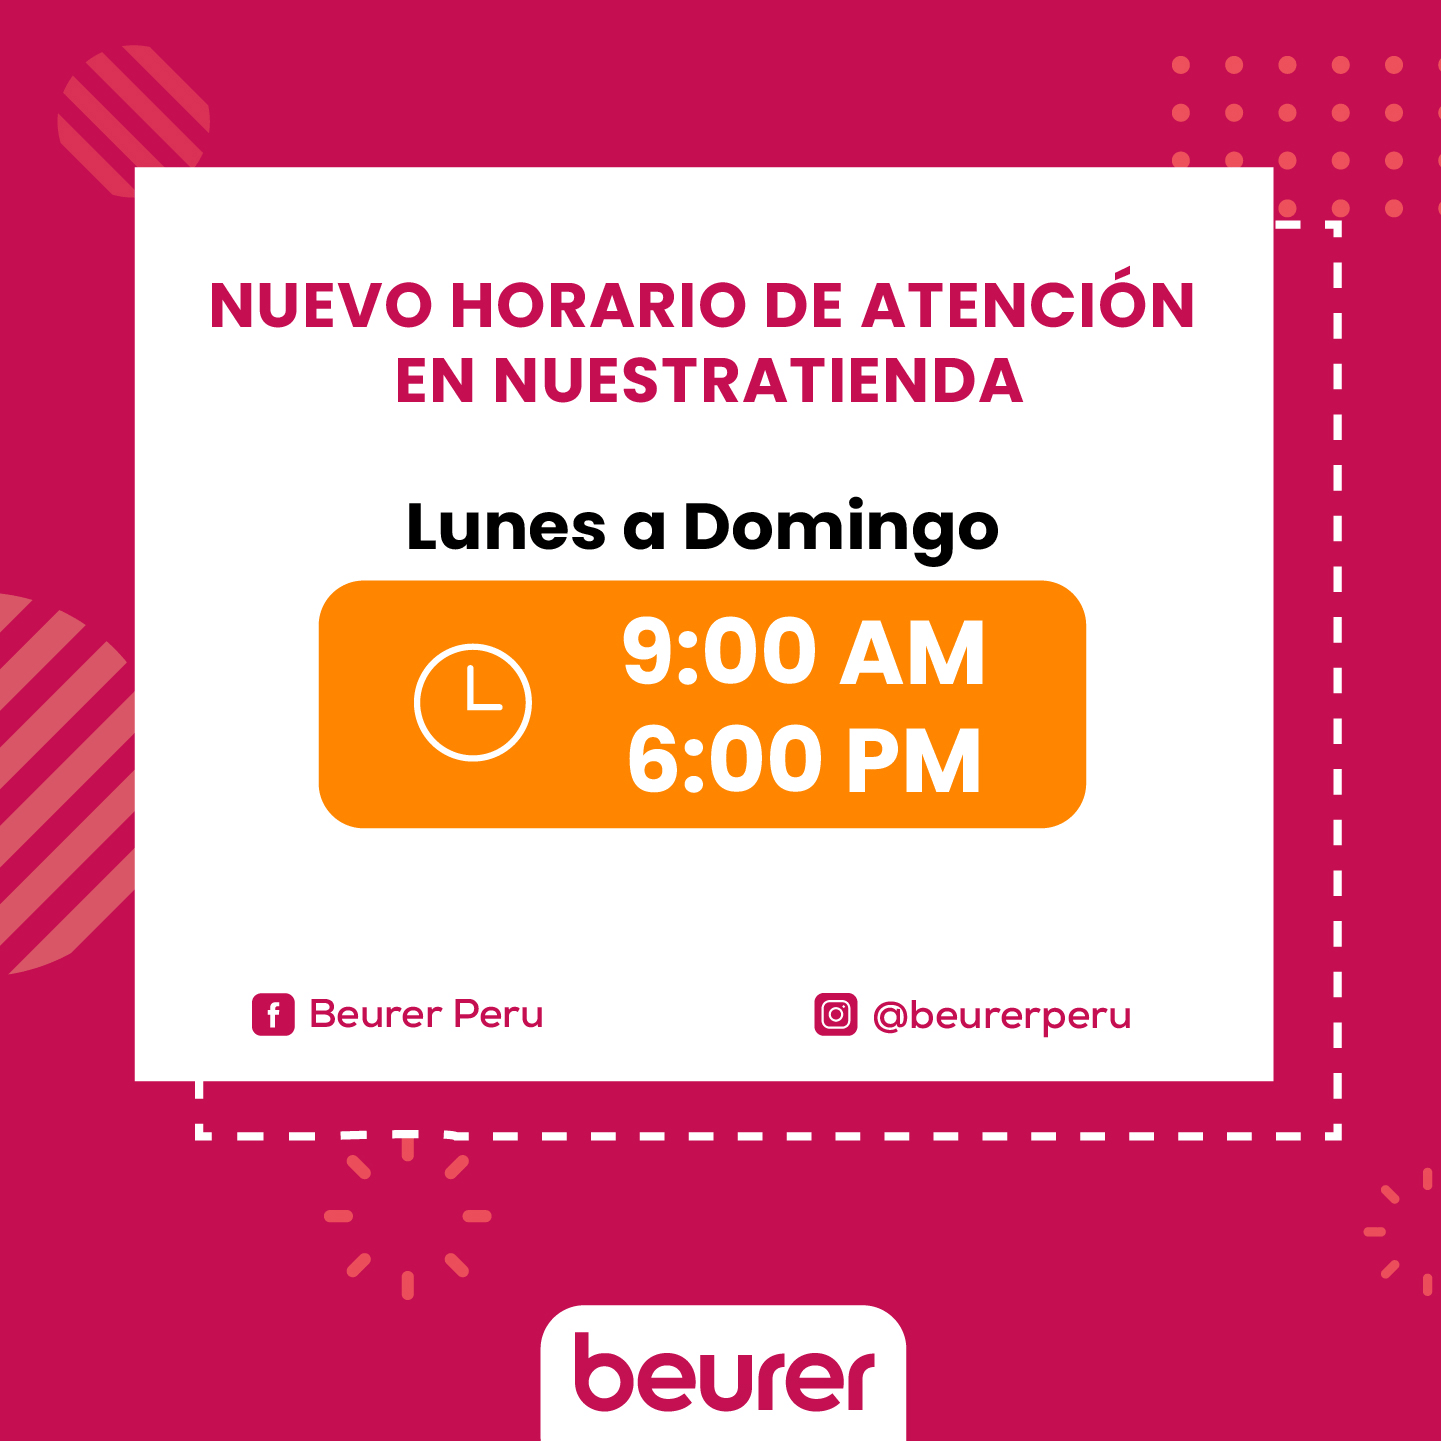 NUEVO HORARIO DE ATENCIÓN
EN NUESTRATIENDA
Lunes a Domingo
9:00 AM
6:00 PM
Beurer Peru
@beurerperu
beurer